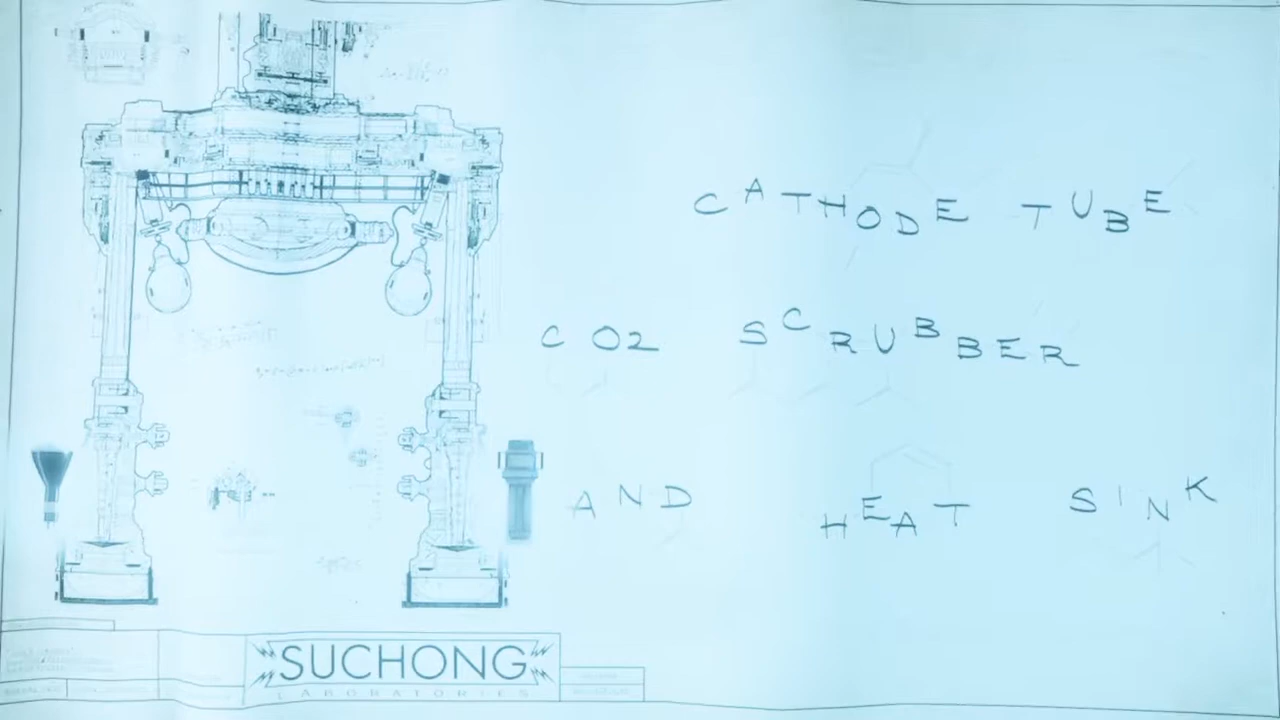 CATHODE TUBE
CO2 SCRUBBER
AND HEAT SINK
SUCHONG
LABORATORIES